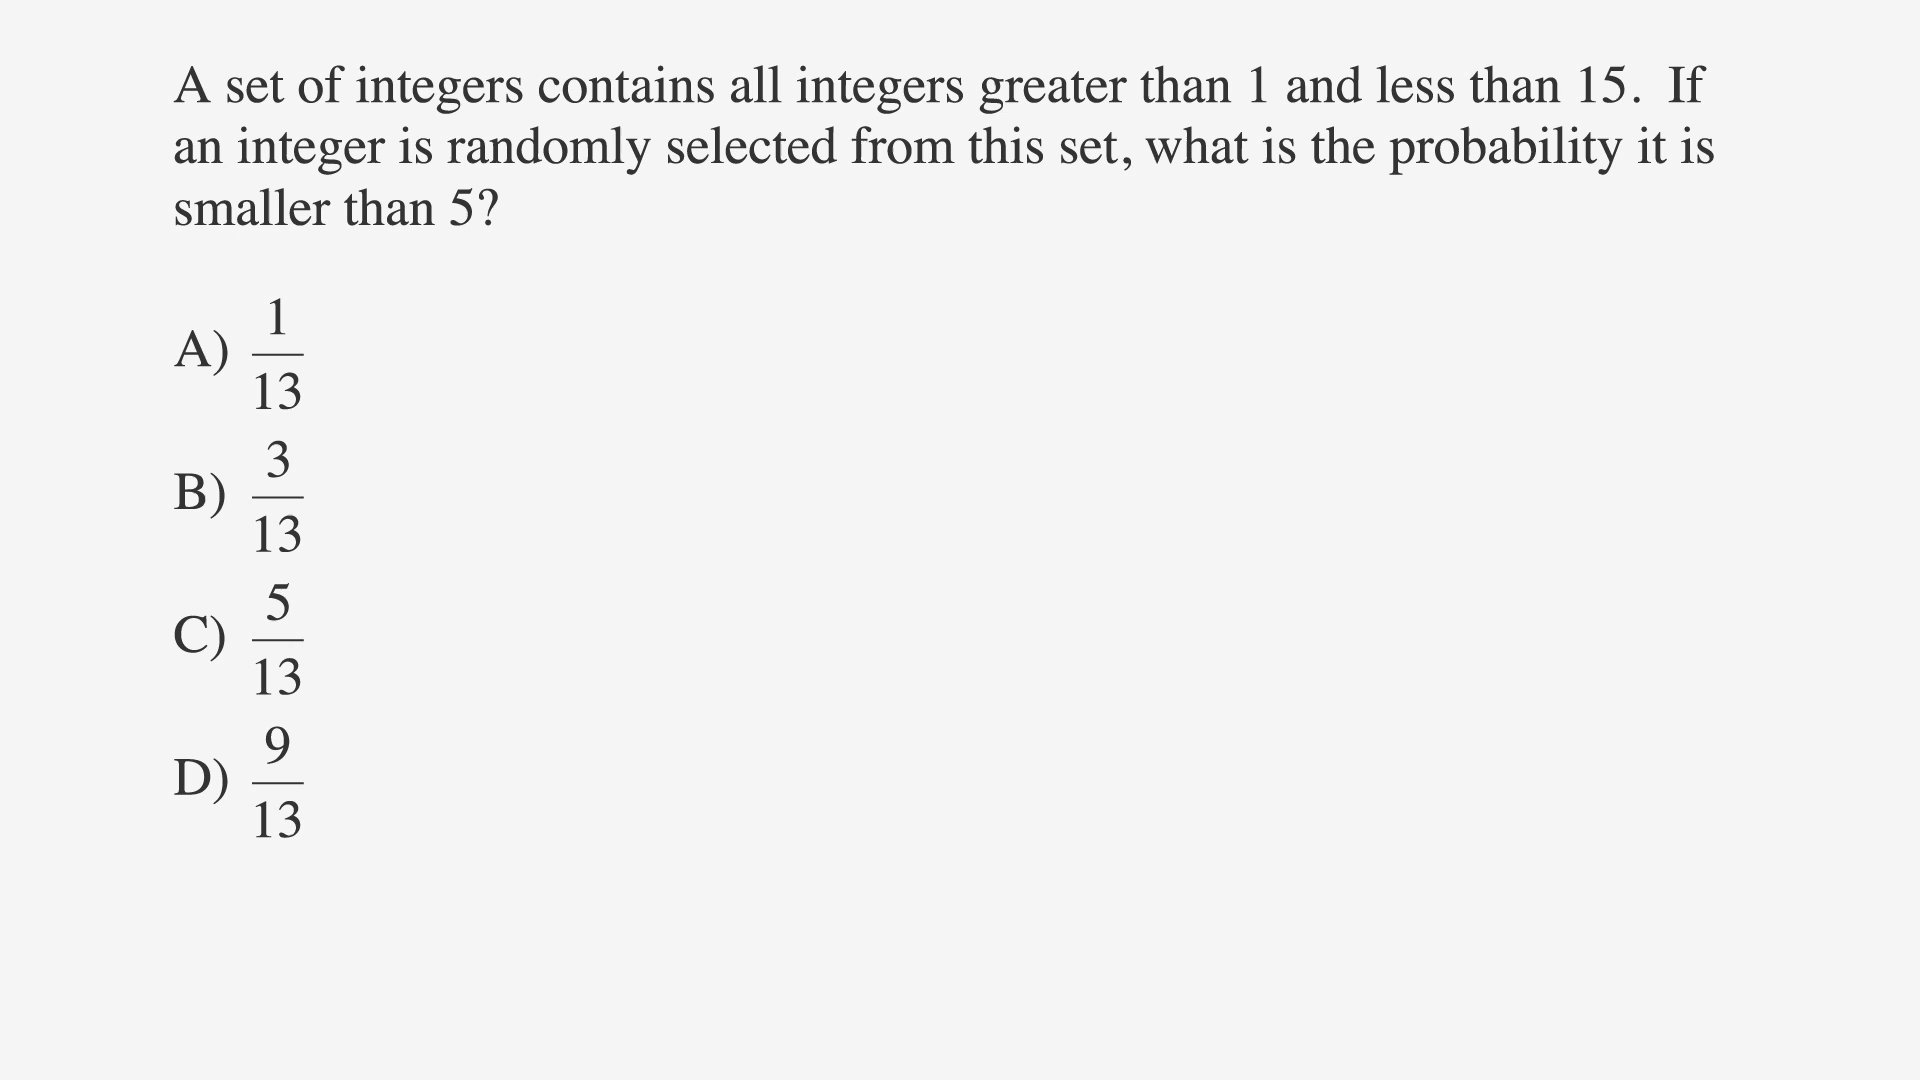 A set of integers contains all integers greater than 1 and less than 15. If
an integer is randomly selected from this set, what is the probability it is
smaller than 5?
A) 1/13
B) 3/13
C) 5/13
D) 9/13